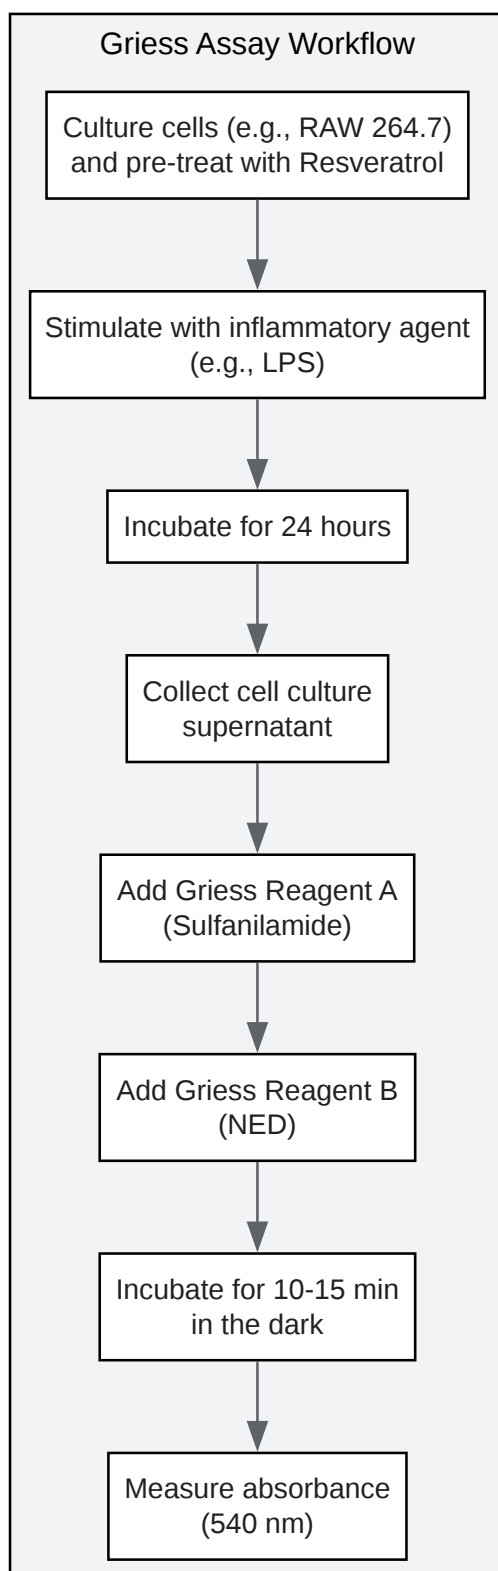 Griess Assay Workflow
Culture cells (e.g., RAW 264.7)
and pre-treat with Resveratrol
Stimulate with inflammatory agent
(e.g., LPS)
Incubate for 24 hours
Collect cell culture
supernatant
Add Griess Reagent A
(Sulfanilamide)
Add Griess Reagent B
(NED)
Incubate for 10-15 min
in the dark
Measure absorbance
(540 nm)